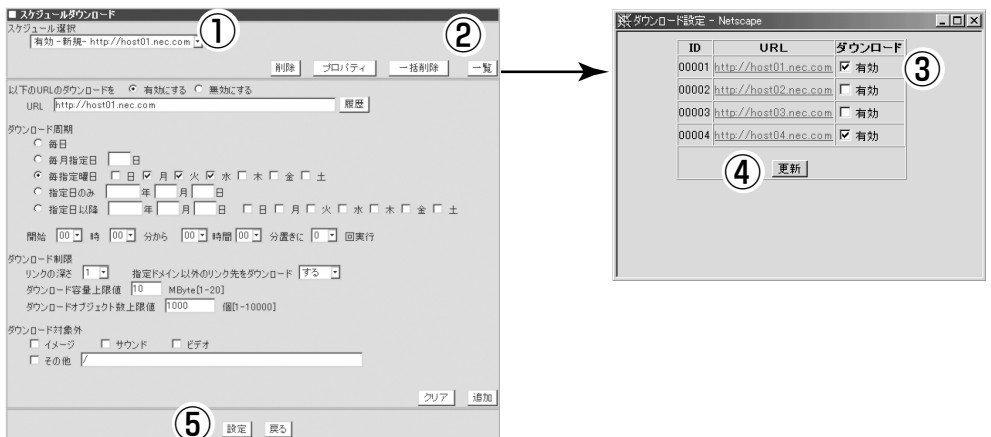 ■ スケジュールダウンロード
スケジュール選択
有効 -新規- http://host01.nec.com
①
②
削除 プロパティ 一括削除 一覧
以下のURLのダウンロードを 有効にする 無効にする
URL http://host01.nec.com 履歴
ダウンロード周期
毎日
毎月指定日 日
毎指定曜日 日 月 火 水 木 金 土
指定日のみ 年 月 日
指定日以降 年 月 日 日 月 火 水 木 金 土
開始 00 時 00 分から 00 時間 00 分置きに 0 回実行
ダウンロード制限
リンクの深さ 1 指定ドメイン以外のリンク先をダウンロード する
ダウンロード容量上限値 10 MByte[1-20]
ダウンロードオブジェクト数上限値 1000 個[1-10000]
ダウンロード対象外
イメージ サウンド ビデオ
その他 /
クリア 追加
⑤
設定 戻る
ダウンロード設定 - Netscape
ID URL ダウンロード
00001 http://host01.nec.com 有効
00002 http://host02.nec.com 有効
00003 http://host03.nec.com 有効
00004 http://host04.nec.com 有効
③
④
更新